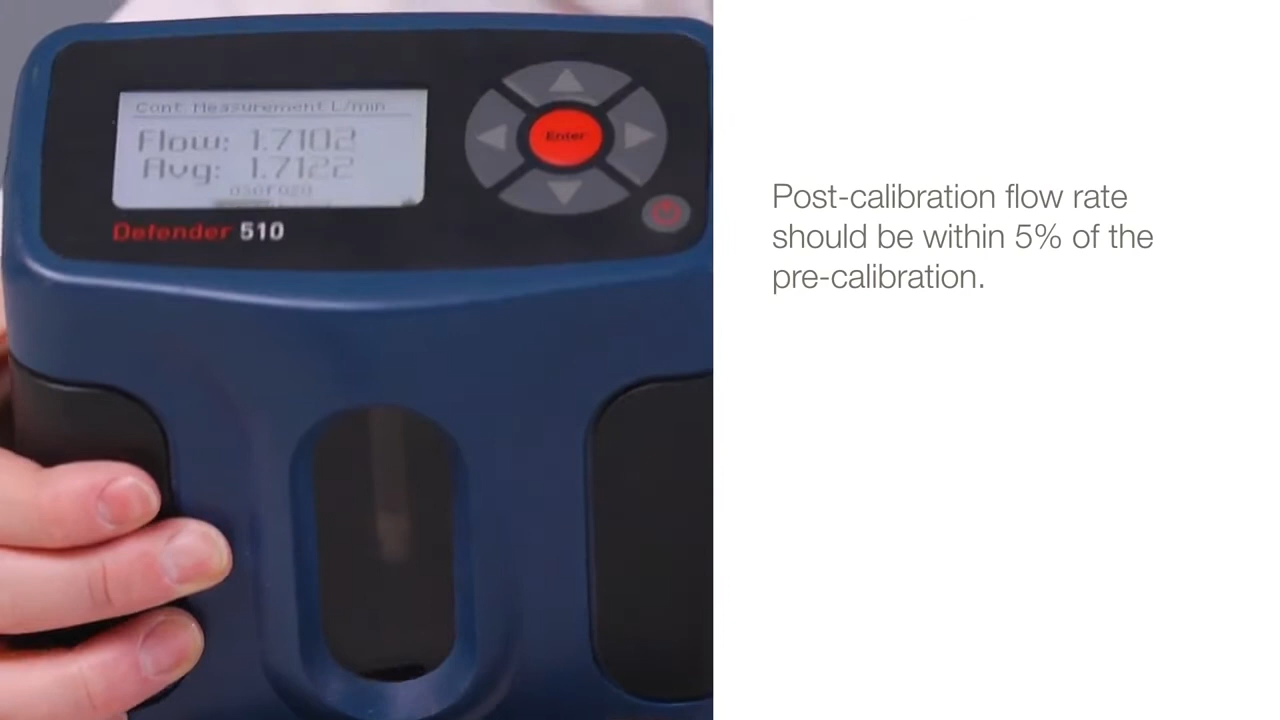 Cont. Measurement L/min
Flow: 1.7102
Avg: 1.7122
Enter
Defender 510
Post-calibration flow rate
should be within 5% of the
pre-calibration.